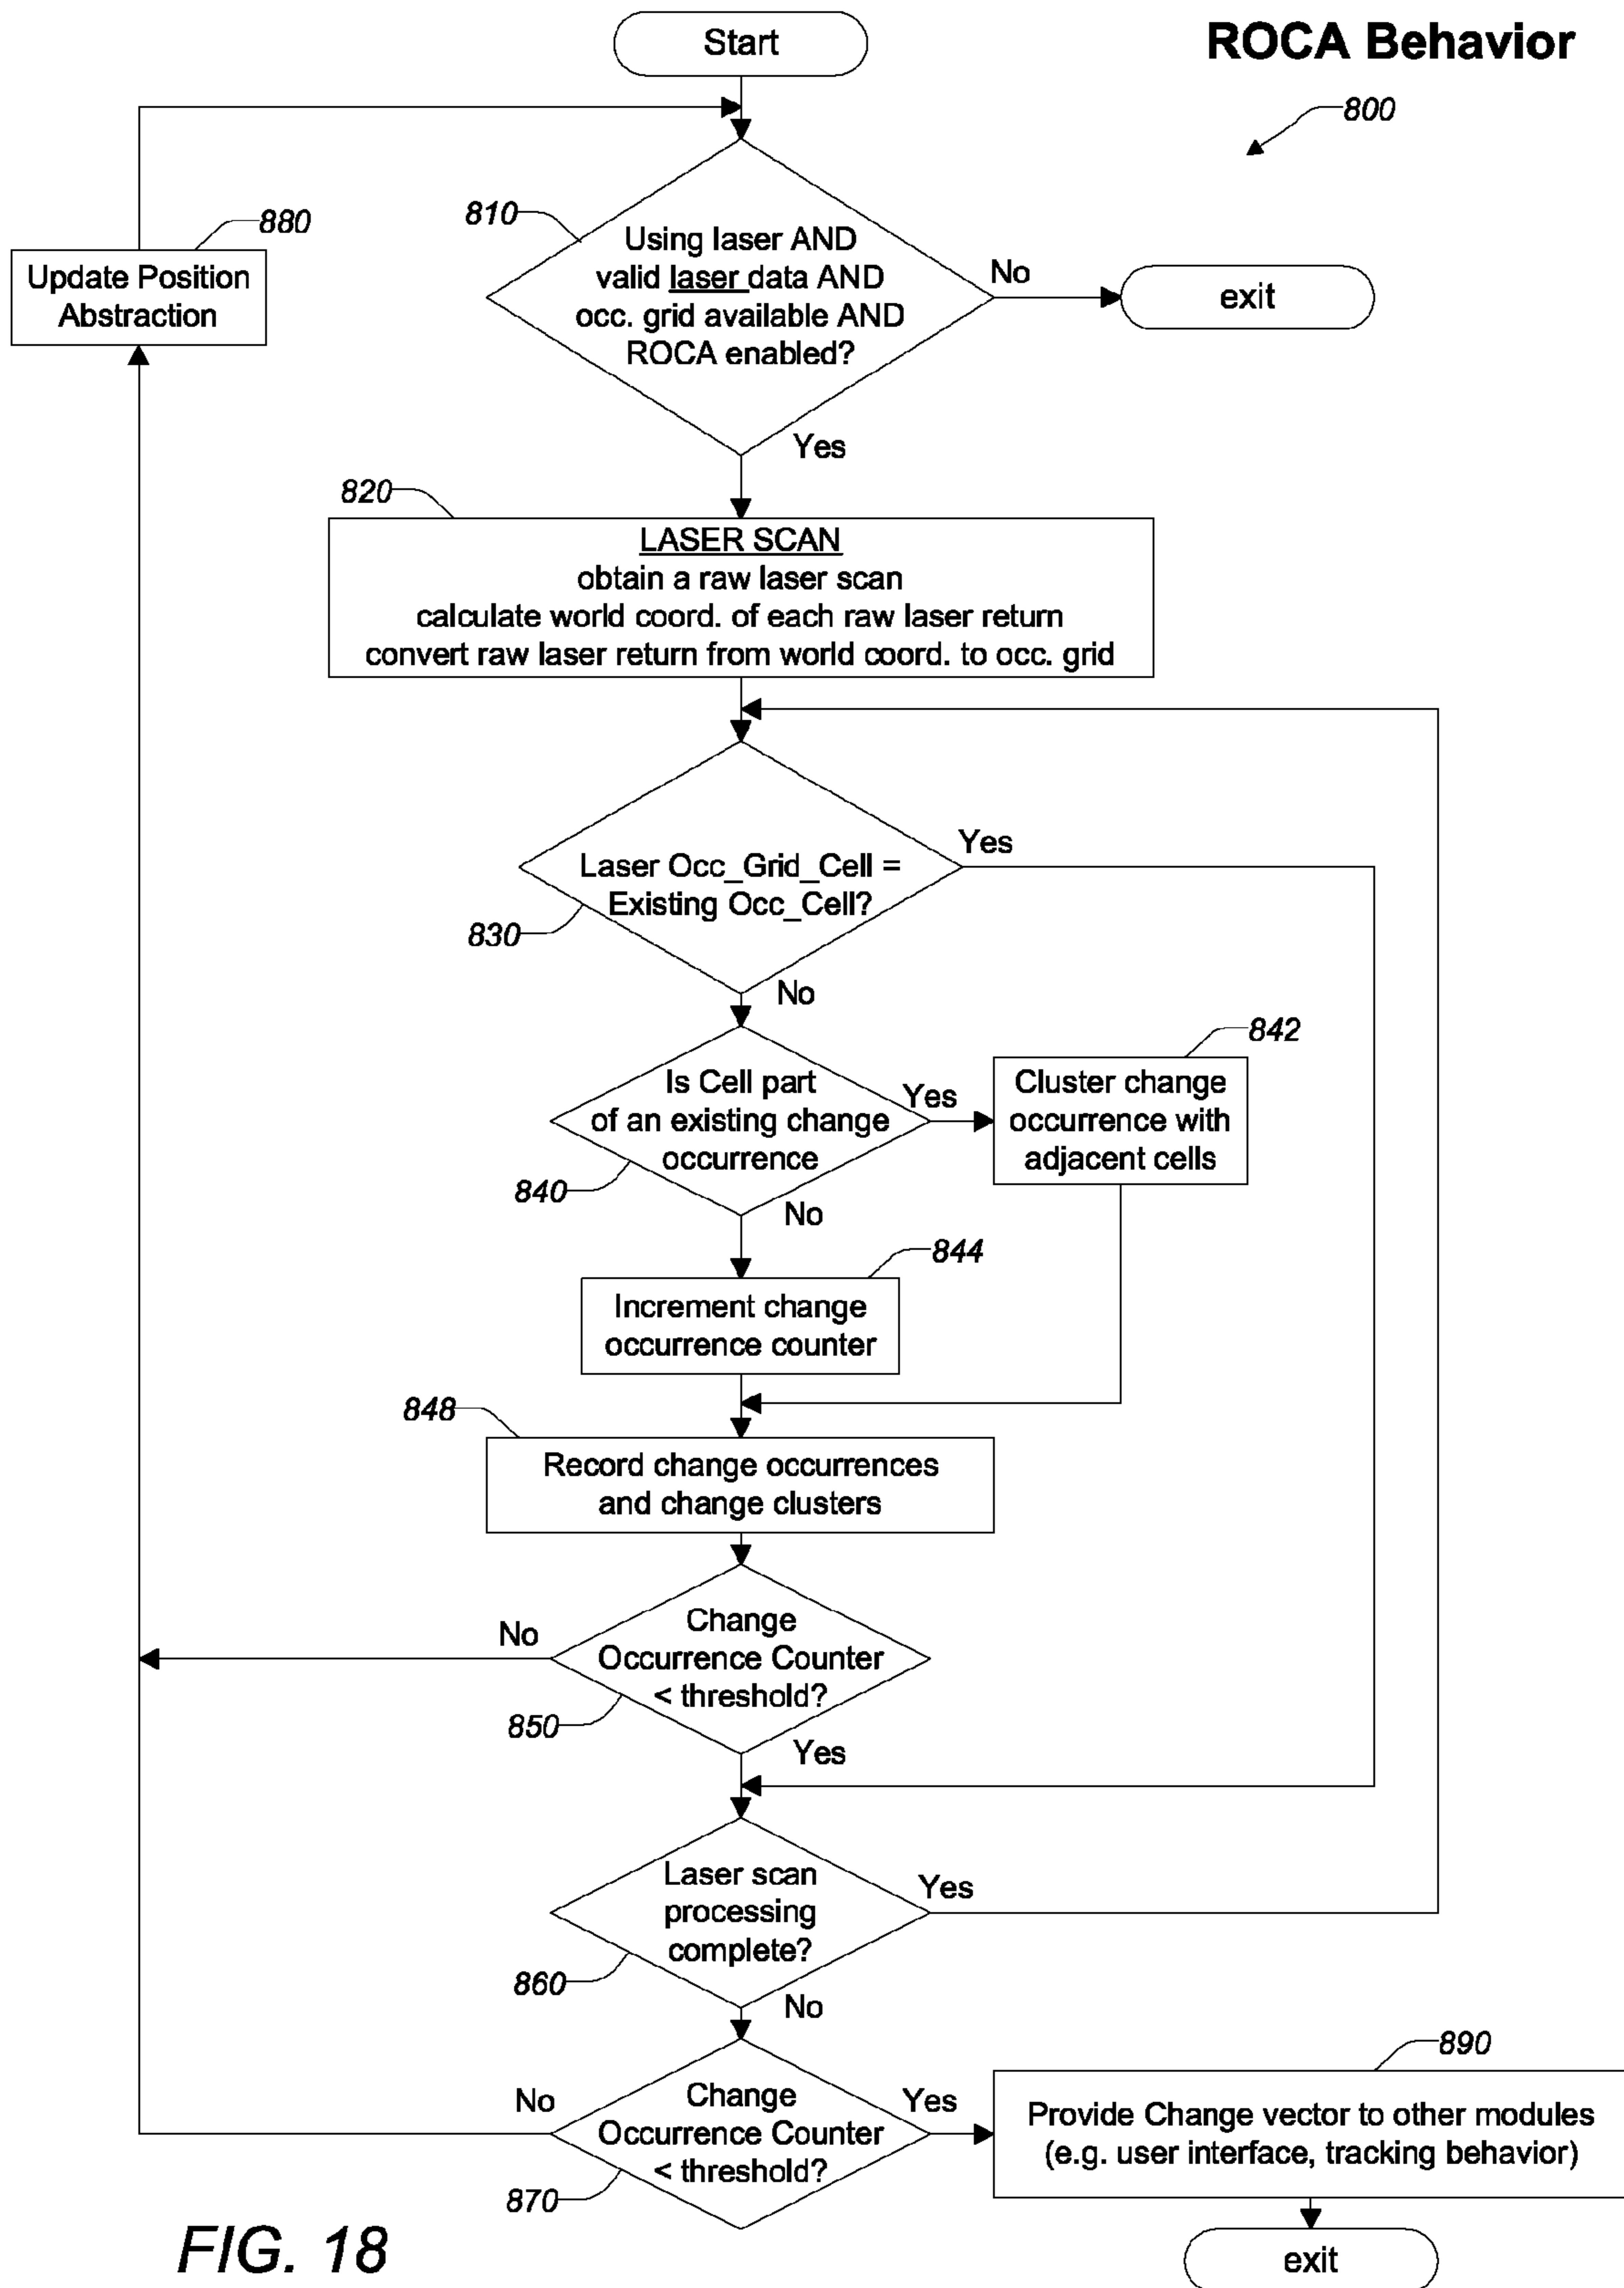 Start
ROCA Behavior
800
880
Update Position
Abstraction
810
Using laser AND
valid laser data AND
occ. grid available AND
ROCA enabled?
No
exit
Yes
820
LASER SCAN
obtain a raw laser scan
calculate world coord. of each raw laser return
convert raw laser return from world coord. to occ. grid
Laser Occ_Grid_Cell =
Existing Occ_Cell?
Yes
830
No
Is Cell part
of an existing change
occurrence
840
Yes
842
Cluster change
occurrence with
adjacent cells
No
844
Increment change
occurrence counter
848
Record change occurrences
and change clusters
Change
Occurrence Counter
< threshold?
No
850
Yes
Laser scan
processing
complete?
Yes
860
No
Change
Occurrence Counter
< threshold?
No
870
Yes
890
Provide Change vector to other modules
(e.g. user interface, tracking behavior)
exit
FIG. 18